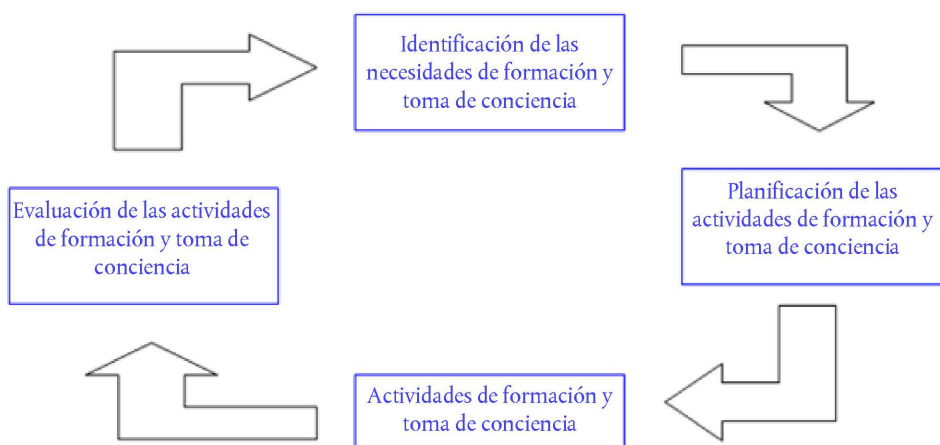 Identificación de las
necesidades de formación y
toma de conciencia
Planificación de las
actividades de formación y
toma de conciencia
Actividades de formación y
toma de conciencia
Evaluación de las actividades
de formación y toma de
conciencia